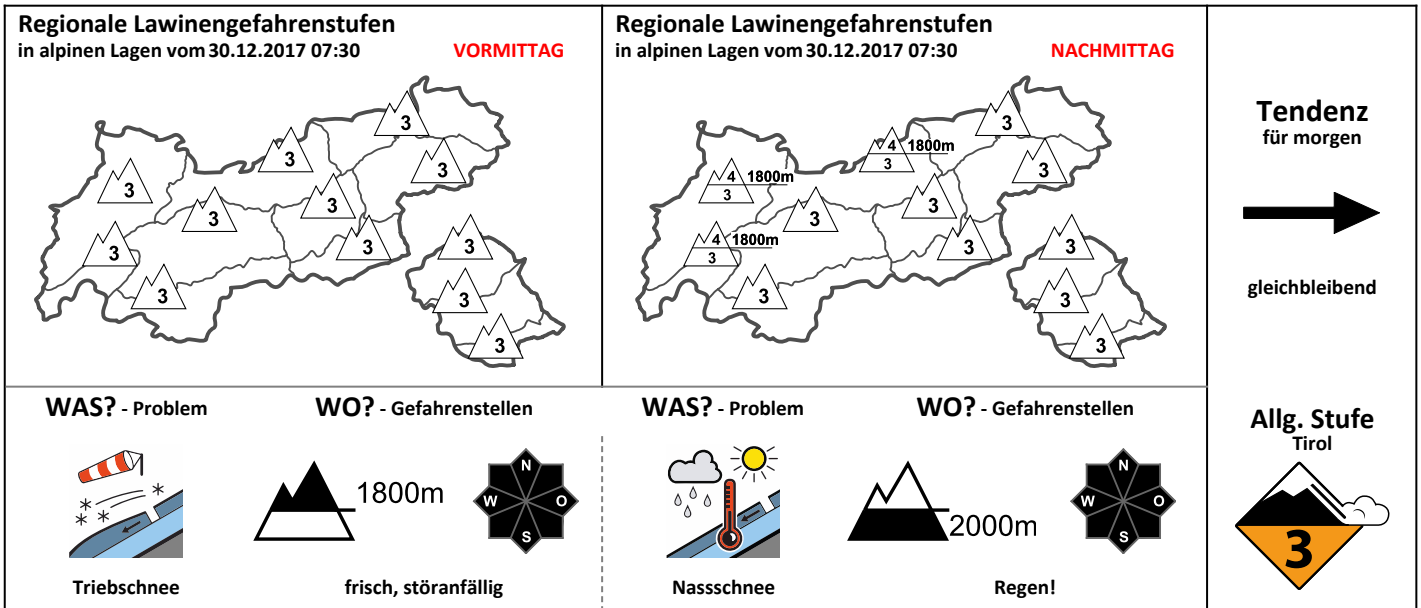 Regionale Lawinengefahrenstufen
in alpinen Lagen vom 30.12.2017 07:30 VORMITTAG
3
3
3
3
3
3
3
3
3
3
3
3
Regionale Lawinengefahrenstufen
in alpinen Lagen vom 30.12.2017 07:30 NACHMITTAG
3
4 1800m
3
3
4 1800m
3
3
3
4 1800m
3
3
3
3
3
3
Tendenz
für morgen
gleichbleibend
WAS? - Problem
Triebschnee
WO? - Gefahrenstellen
1800m
N
W O
S
frisch, störanfällig
WAS? - Problem
Nassschnee
WO? - Gefahrenstellen
2000m
N
W O
S
Regen!
Allg. Stufe
Tirol
3